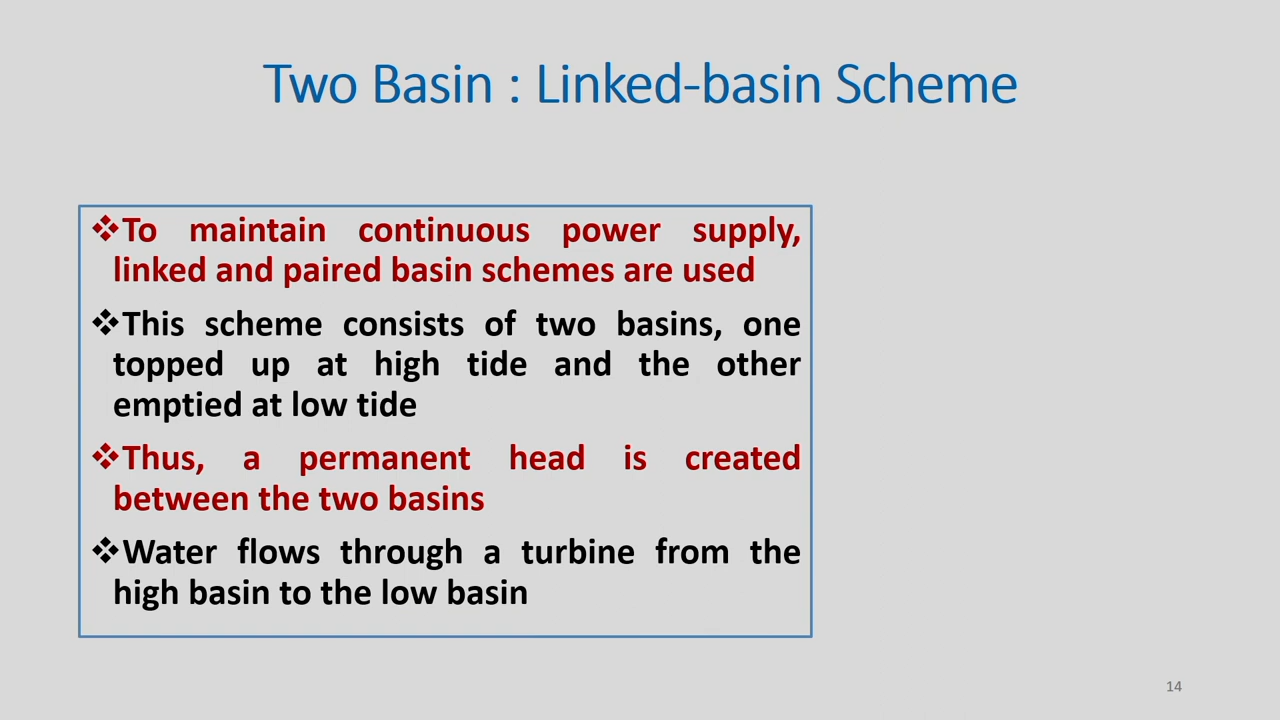 Two Basin : Linked-basin Scheme
❖To maintain continuous power supply,
linked and paired basin schemes are used
❖This scheme consists of two basins, one
topped up at high tide and the other
emptied at low tide
❖Thus, a permanent head is created
between the two basins
❖Water flows through a turbine from the
high basin to the low basin
14